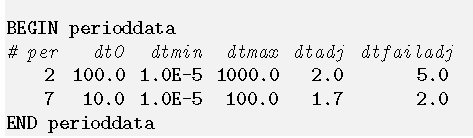 BEGIN perioddata
# per dt0 dtmin dtmax dtadj dtfailadj
2 100.0 1.0E-5 1000.0 2.0 5.0
7 10.0 1.0E-5 100.0 1.7 2.0
END perioddata